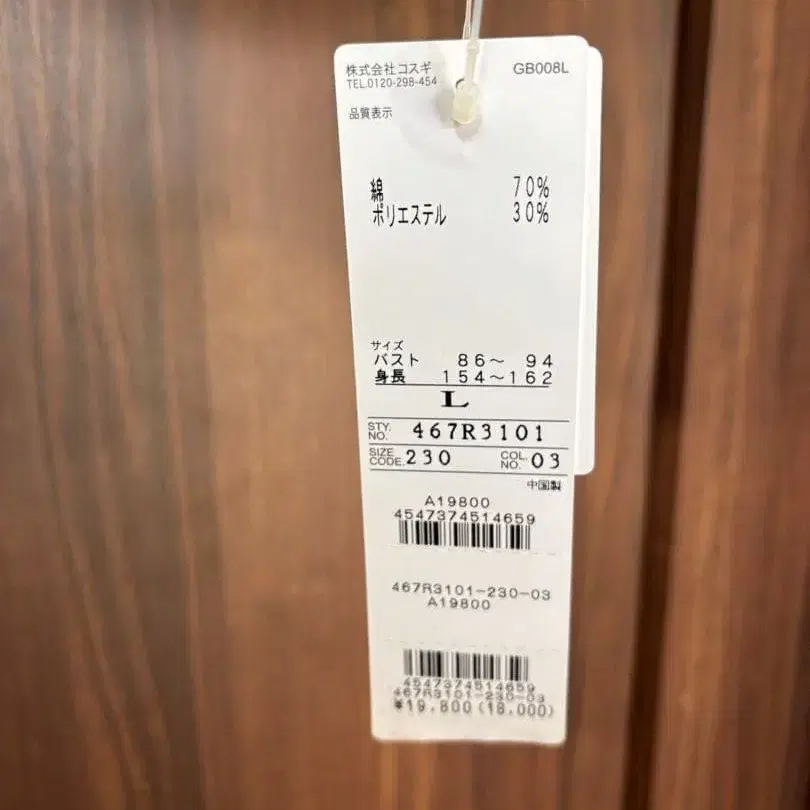 株式会社コスギ GB008L
TEL.0120-298-454
品質表示
綿 70%
ポリエステル 30%
サイズ
バスト 86〜 94
身長 154〜162
L
STY. NO. 467R3101
SIZE CODE. 230 COL. NO. 03
中国製
A19800
4547374514659
467R3101-230-03
A19800
4547374514659
467R3101-230-03
¥19,800(18,000)